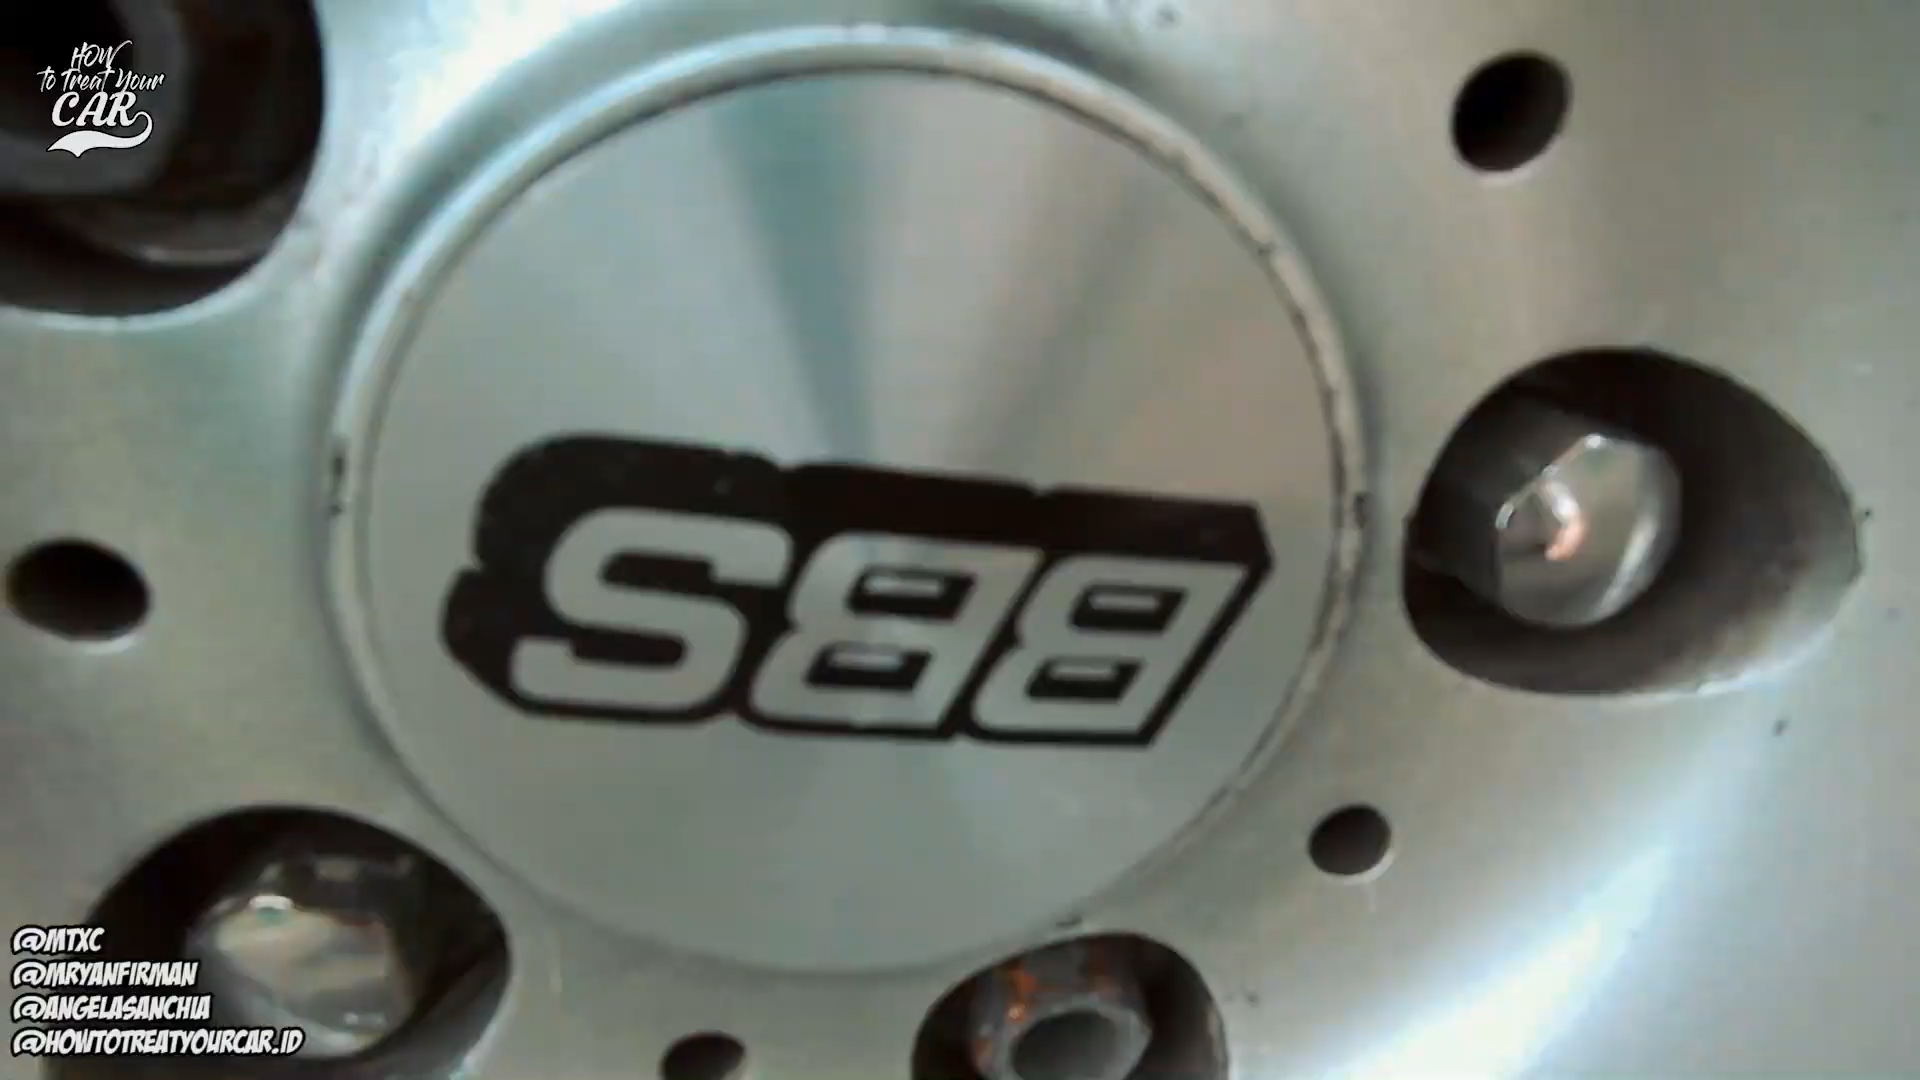 HOW
to Treat Your
CAR
BBS
@MTXC
@MRYANFIRMAN
@ANGELASANCHIA
@HOWTOTREATYOURCAR.ID